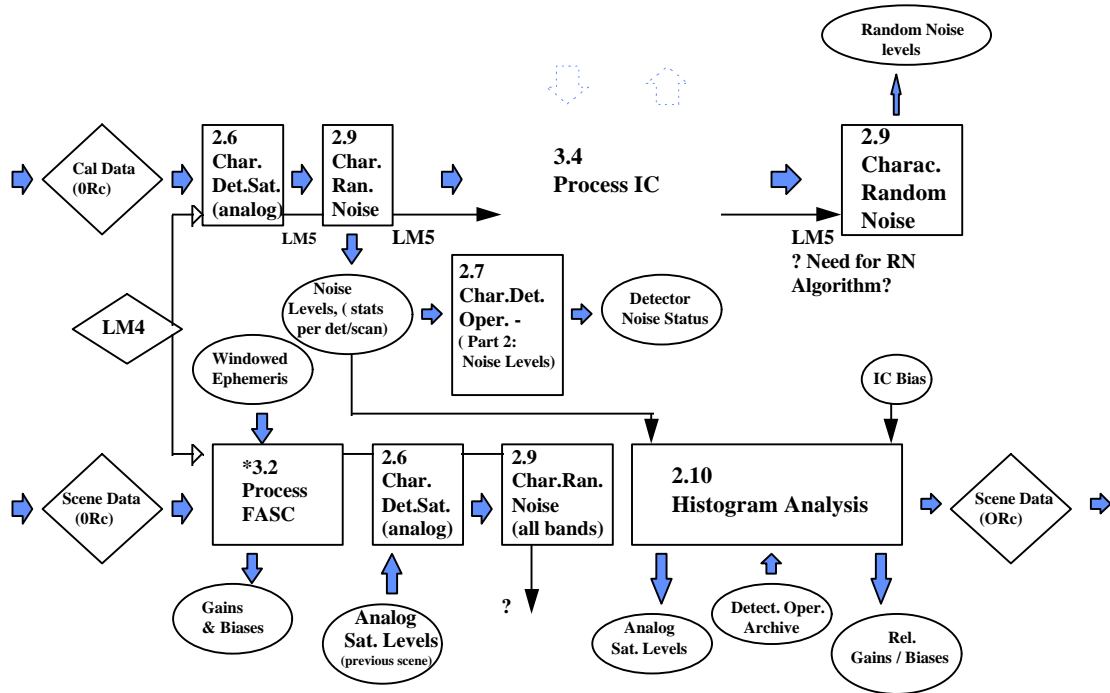 Random Noise
levels
Cal Data
(0Rc)
2.6
Char.
Det.Sat.
(analog)
2.9
Char.
Ran.
Noise
3.4
Process IC
2.9
Charac.
Random
Noise
LM5
LM5
LM5
? Need for RN
Algorithm?
LM4
Noise
Levels, ( stats
per det/scan)
2.7
Char.Det.
Oper. -
( Part 2:
Noise Levels)
Detector
Noise Status
Windowed
Ephemeris
IC Bias
Scene Data
(0Rc)
*3.2
Process
FASC
2.6
Char.
Det.Sat.
(analog)
2.9
Char.Ran.
Noise
(all bands)
2.10
Histogram Analysis
Scene Data
(ORc)
Gains
& Biases
Analog
Sat. Levels
(previous scene)
?
Analog
Sat. Levels
Detect. Oper.
Archive
Rel.
Gains / Biases